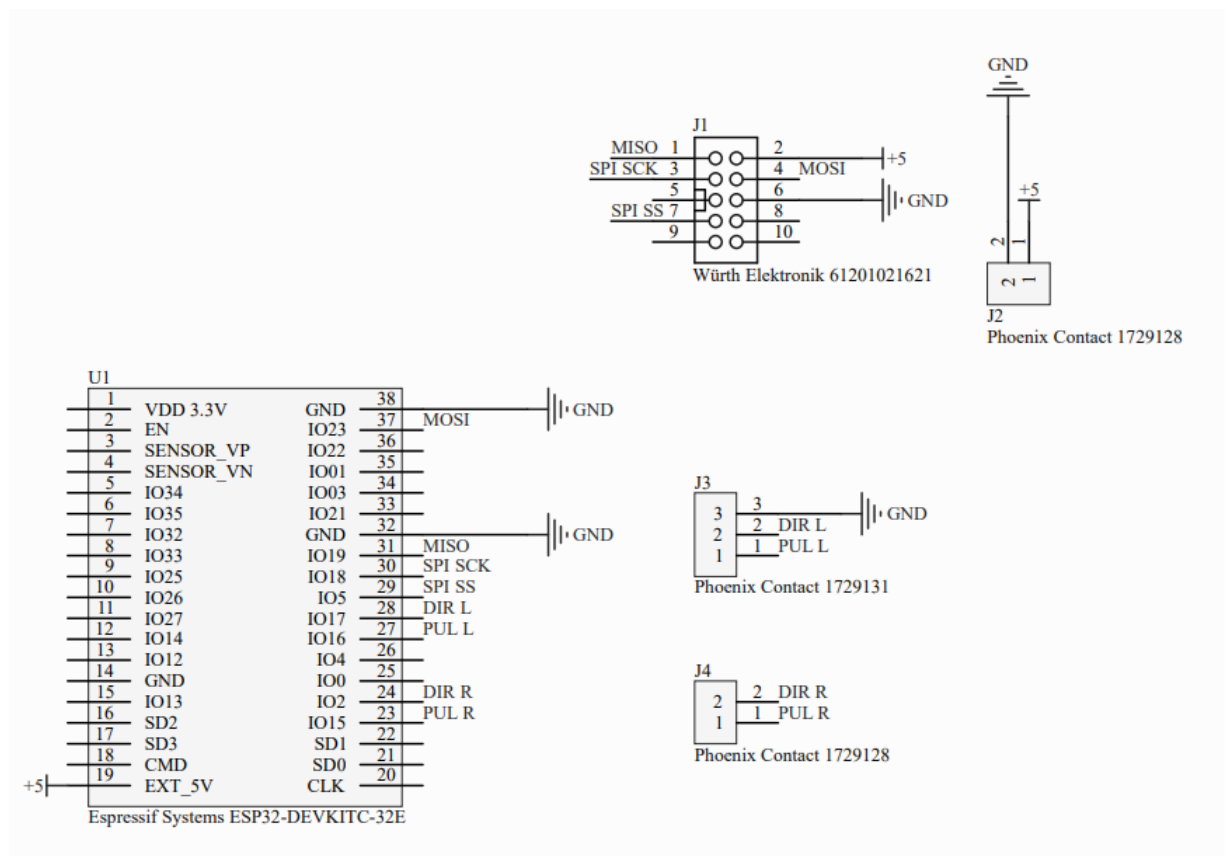 GND
J1
MISO 1 2 +5
SPI SCK 3 4 MOSI
5 6 GND
SPI SS 7 8
9 10
Würth Elektronik 61201021621
+5
2 1
2 1
J2
Phoenix Contact 1729128
U1
1 VDD 3.3V GND 38 GND
2 EN IO23 37 MOSI
3 SENSOR_VP IO22 36
4 SENSOR_VN IO01 35
5 IO34 IO03 34
6 IO35 IO21 33
7 IO32 GND 32 GND
8 IO33 IO19 31 MISO
9 IO25 IO18 30 SPI SCK
10 IO26 IO5 29 SPI SS
11 IO27 IO17 28 DIR L
12 IO14 IO16 27 PUL L
13 IO12 IO4 26
14 GND IO0 25
15 IO13 IO2 24 DIR R
16 SD2 IO15 23 PUL R
17 SD3 SD1 22
18 CMD SD0 21
+5 19 EXT_5V CLK 20
Espressif Systems ESP32-DEVKITC-32E
J3
3 3 GND
2 2 DIR L
1 1 PUL L
Phoenix Contact 1729131
J4
2 2 DIR R
1 1 PUL R
Phoenix Contact 1729128